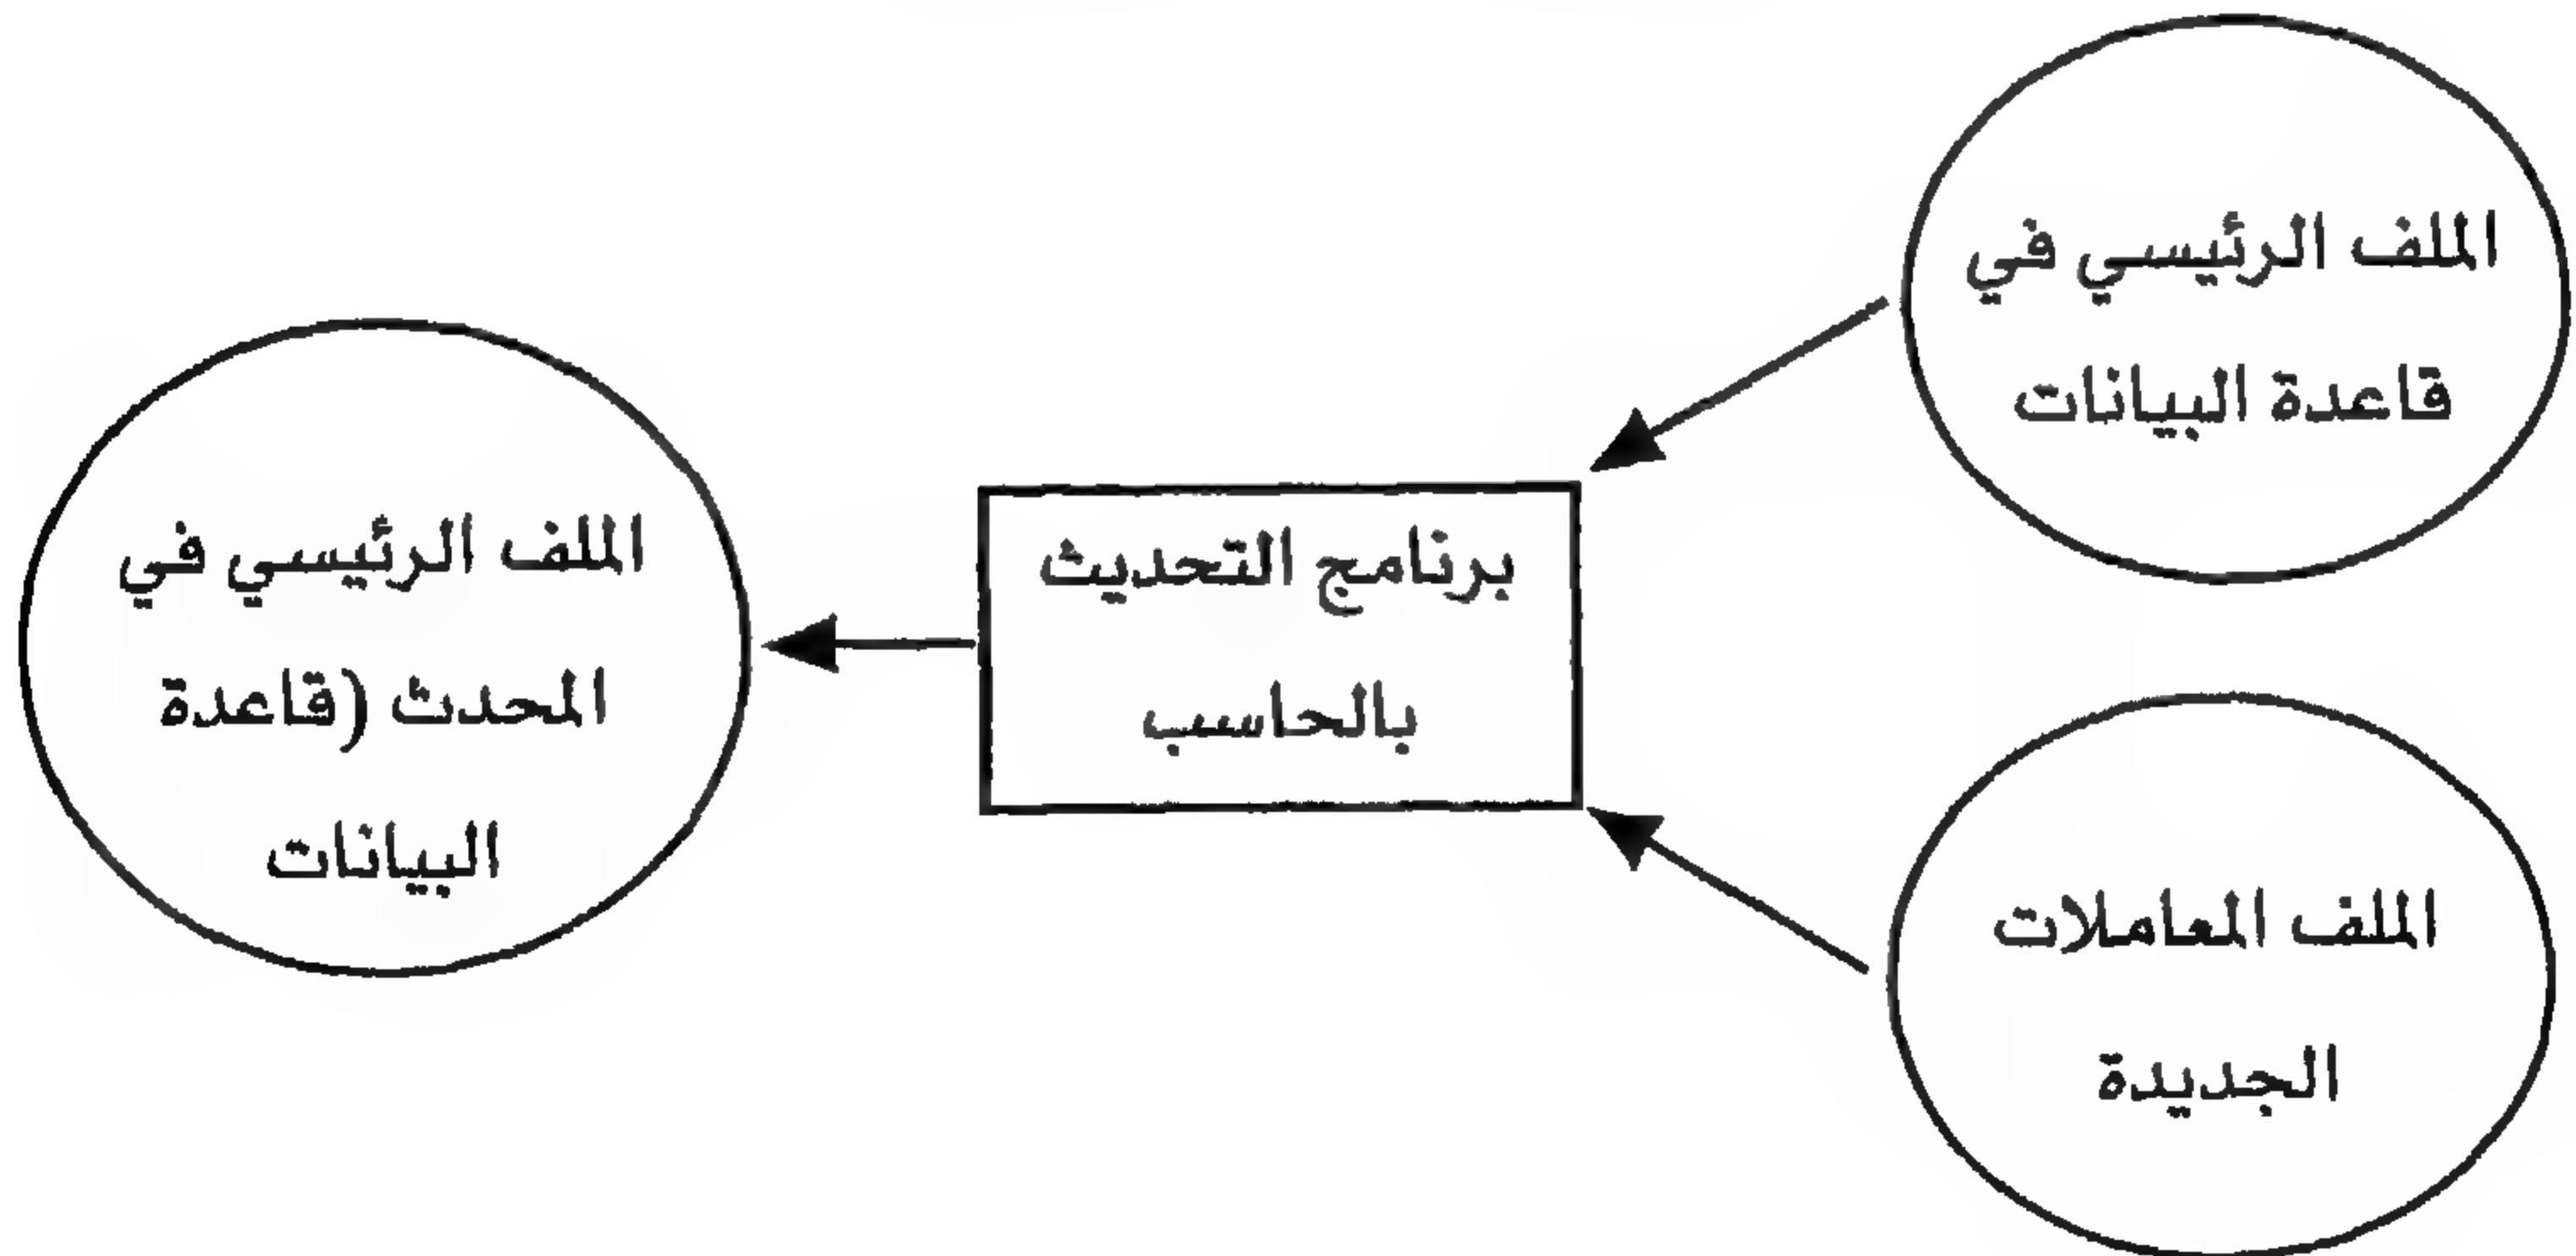 الملف الرئيسي في
قاعدة البيانات
برنامج التحديث
بالحاسب
الملف الرئيسي في
المحدث (قاعدة
البيانات
الملف المعاملات
الجديدة